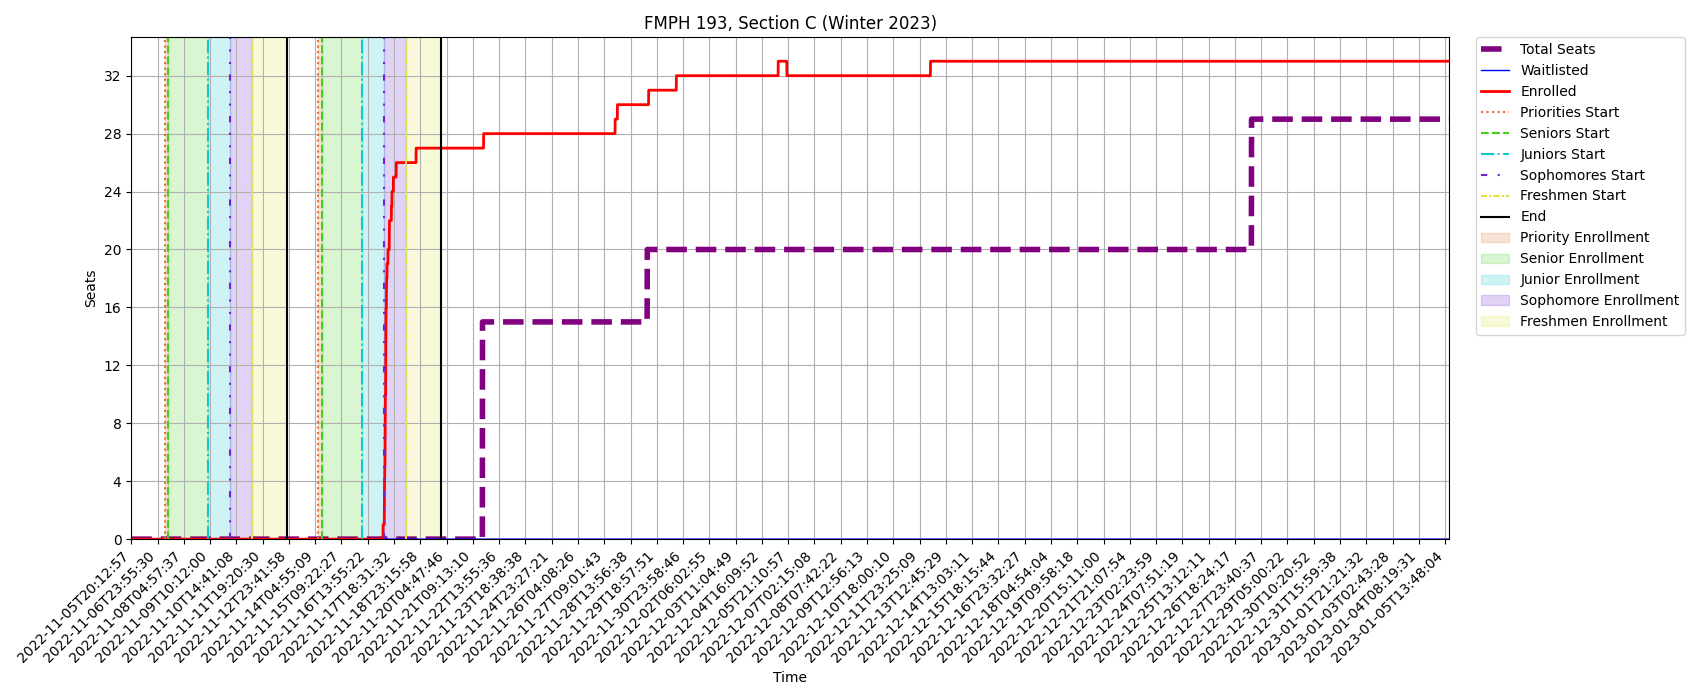 FMPH 193, Section C (Winter 2023)
Seats
32
28
24
20
16
12
8
4
0
2022-11-05T20:12:57
2022-11-06T23:55:30
2022-11-08T04:57:37
2022-11-09T10:12:00
2022-11-10T14:41:08
2022-11-11T19:20:30
2022-11-12T23:41:58
2022-11-14T04:55:09
2022-11-15T09:22:27
2022-11-16T13:55:22
2022-11-17T18:31:32
2022-11-18T23:15:58
2022-11-20T04:47:46
2022-11-21T09:13:10
2022-11-22T13:55:36
2022-11-23T18:38:38
2022-11-24T23:27:21
2022-11-26T04:08:26
2022-11-27T09:01:43
2022-11-28T13:56:38
2022-11-29T18:57:51
2022-11-30T23:58:46
2022-12-02T06:02:55
2022-12-03T11:04:49
2022-12-04T16:09:52
2022-12-05T21:10:57
2022-12-07T02:15:08
2022-12-08T07:42:22
2022-12-09T12:56:13
2022-12-10T18:00:10
2022-12-11T23:25:09
2022-12-13T12:45:29
2022-12-14T13:03:11
2022-12-15T18:15:44
2022-12-16T23:32:27
2022-12-18T04:54:04
2022-12-19T09:58:18
2022-12-20T15:11:00
2022-12-21T21:07:54
2022-12-23T02:23:59
2022-12-24T07:51:19
2022-12-25T13:12:11
2022-12-26T18:24:17
2022-12-27T23:40:37
2022-12-29T05:00:22
2022-12-30T10:20:52
2022-12-31T15:59:38
2023-01-01T21:21:32
2023-01-03T02:43:28
2023-01-04T08:19:31
2023-01-05T13:48:04
Time
Total Seats
Waitlisted
Enrolled
Priorities Start
Seniors Start
Juniors Start
Sophomores Start
Freshmen Start
End
Priority Enrollment
Senior Enrollment
Junior Enrollment
Sophomore Enrollment
Freshmen Enrollment